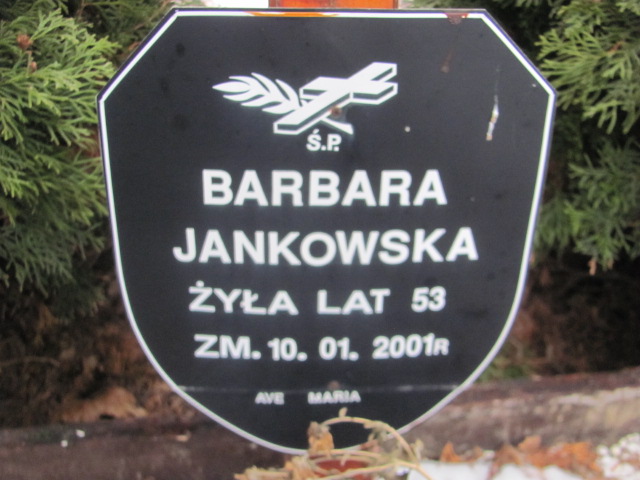 Ś.P.
BARBARA
JANKOWSKA
ŻYŁA LAT 53
ZM. 10. 01. 2001R
AVE MARIA